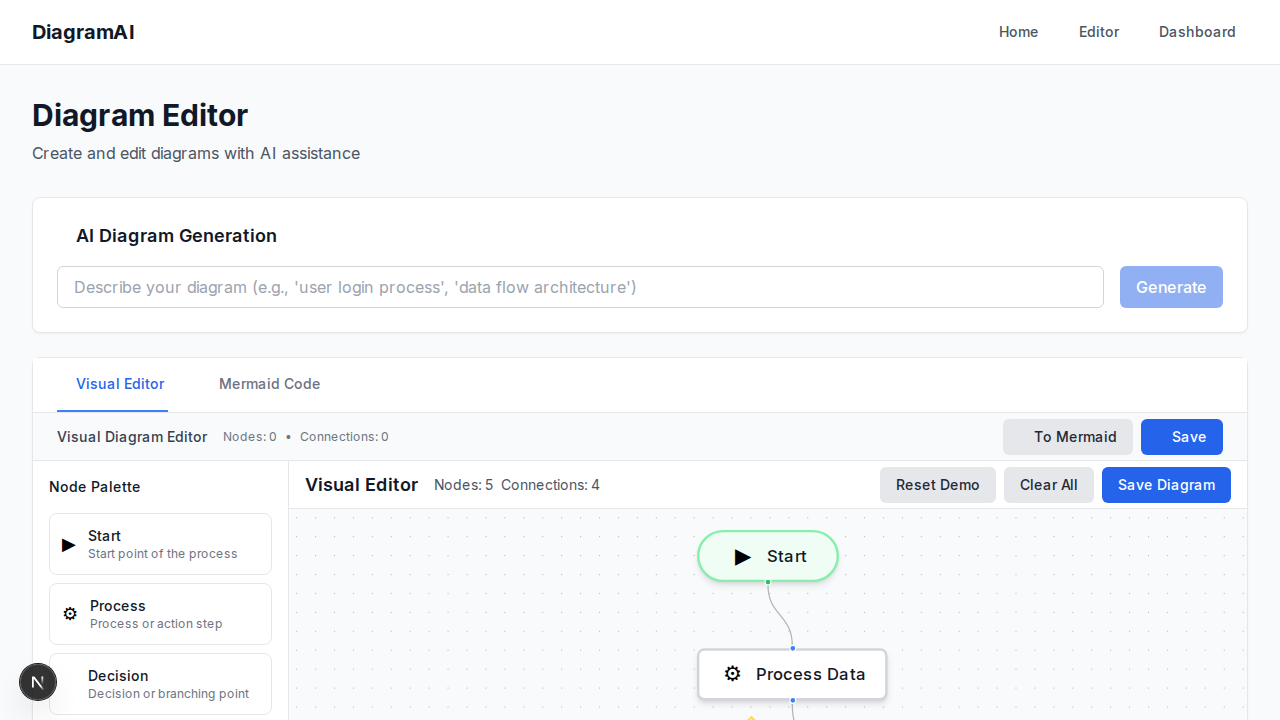 DiagramAI
Home Editor Dashboard
Diagram Editor
Create and edit diagrams with AI assistance
AI Diagram Generation
Describe your diagram (e.g., 'user login process', 'data flow architecture')
Generate
Visual Editor Mermaid Code
Visual Diagram Editor Nodes: 0 • Connections: 0
To Mermaid Save
Node Palette
Visual Editor Nodes: 5 Connections: 4
Reset Demo Clear All Save Diagram
Start
Start point of the process
Process
Process or action step
Decision
Decision or branching point
N
Start
Process Data